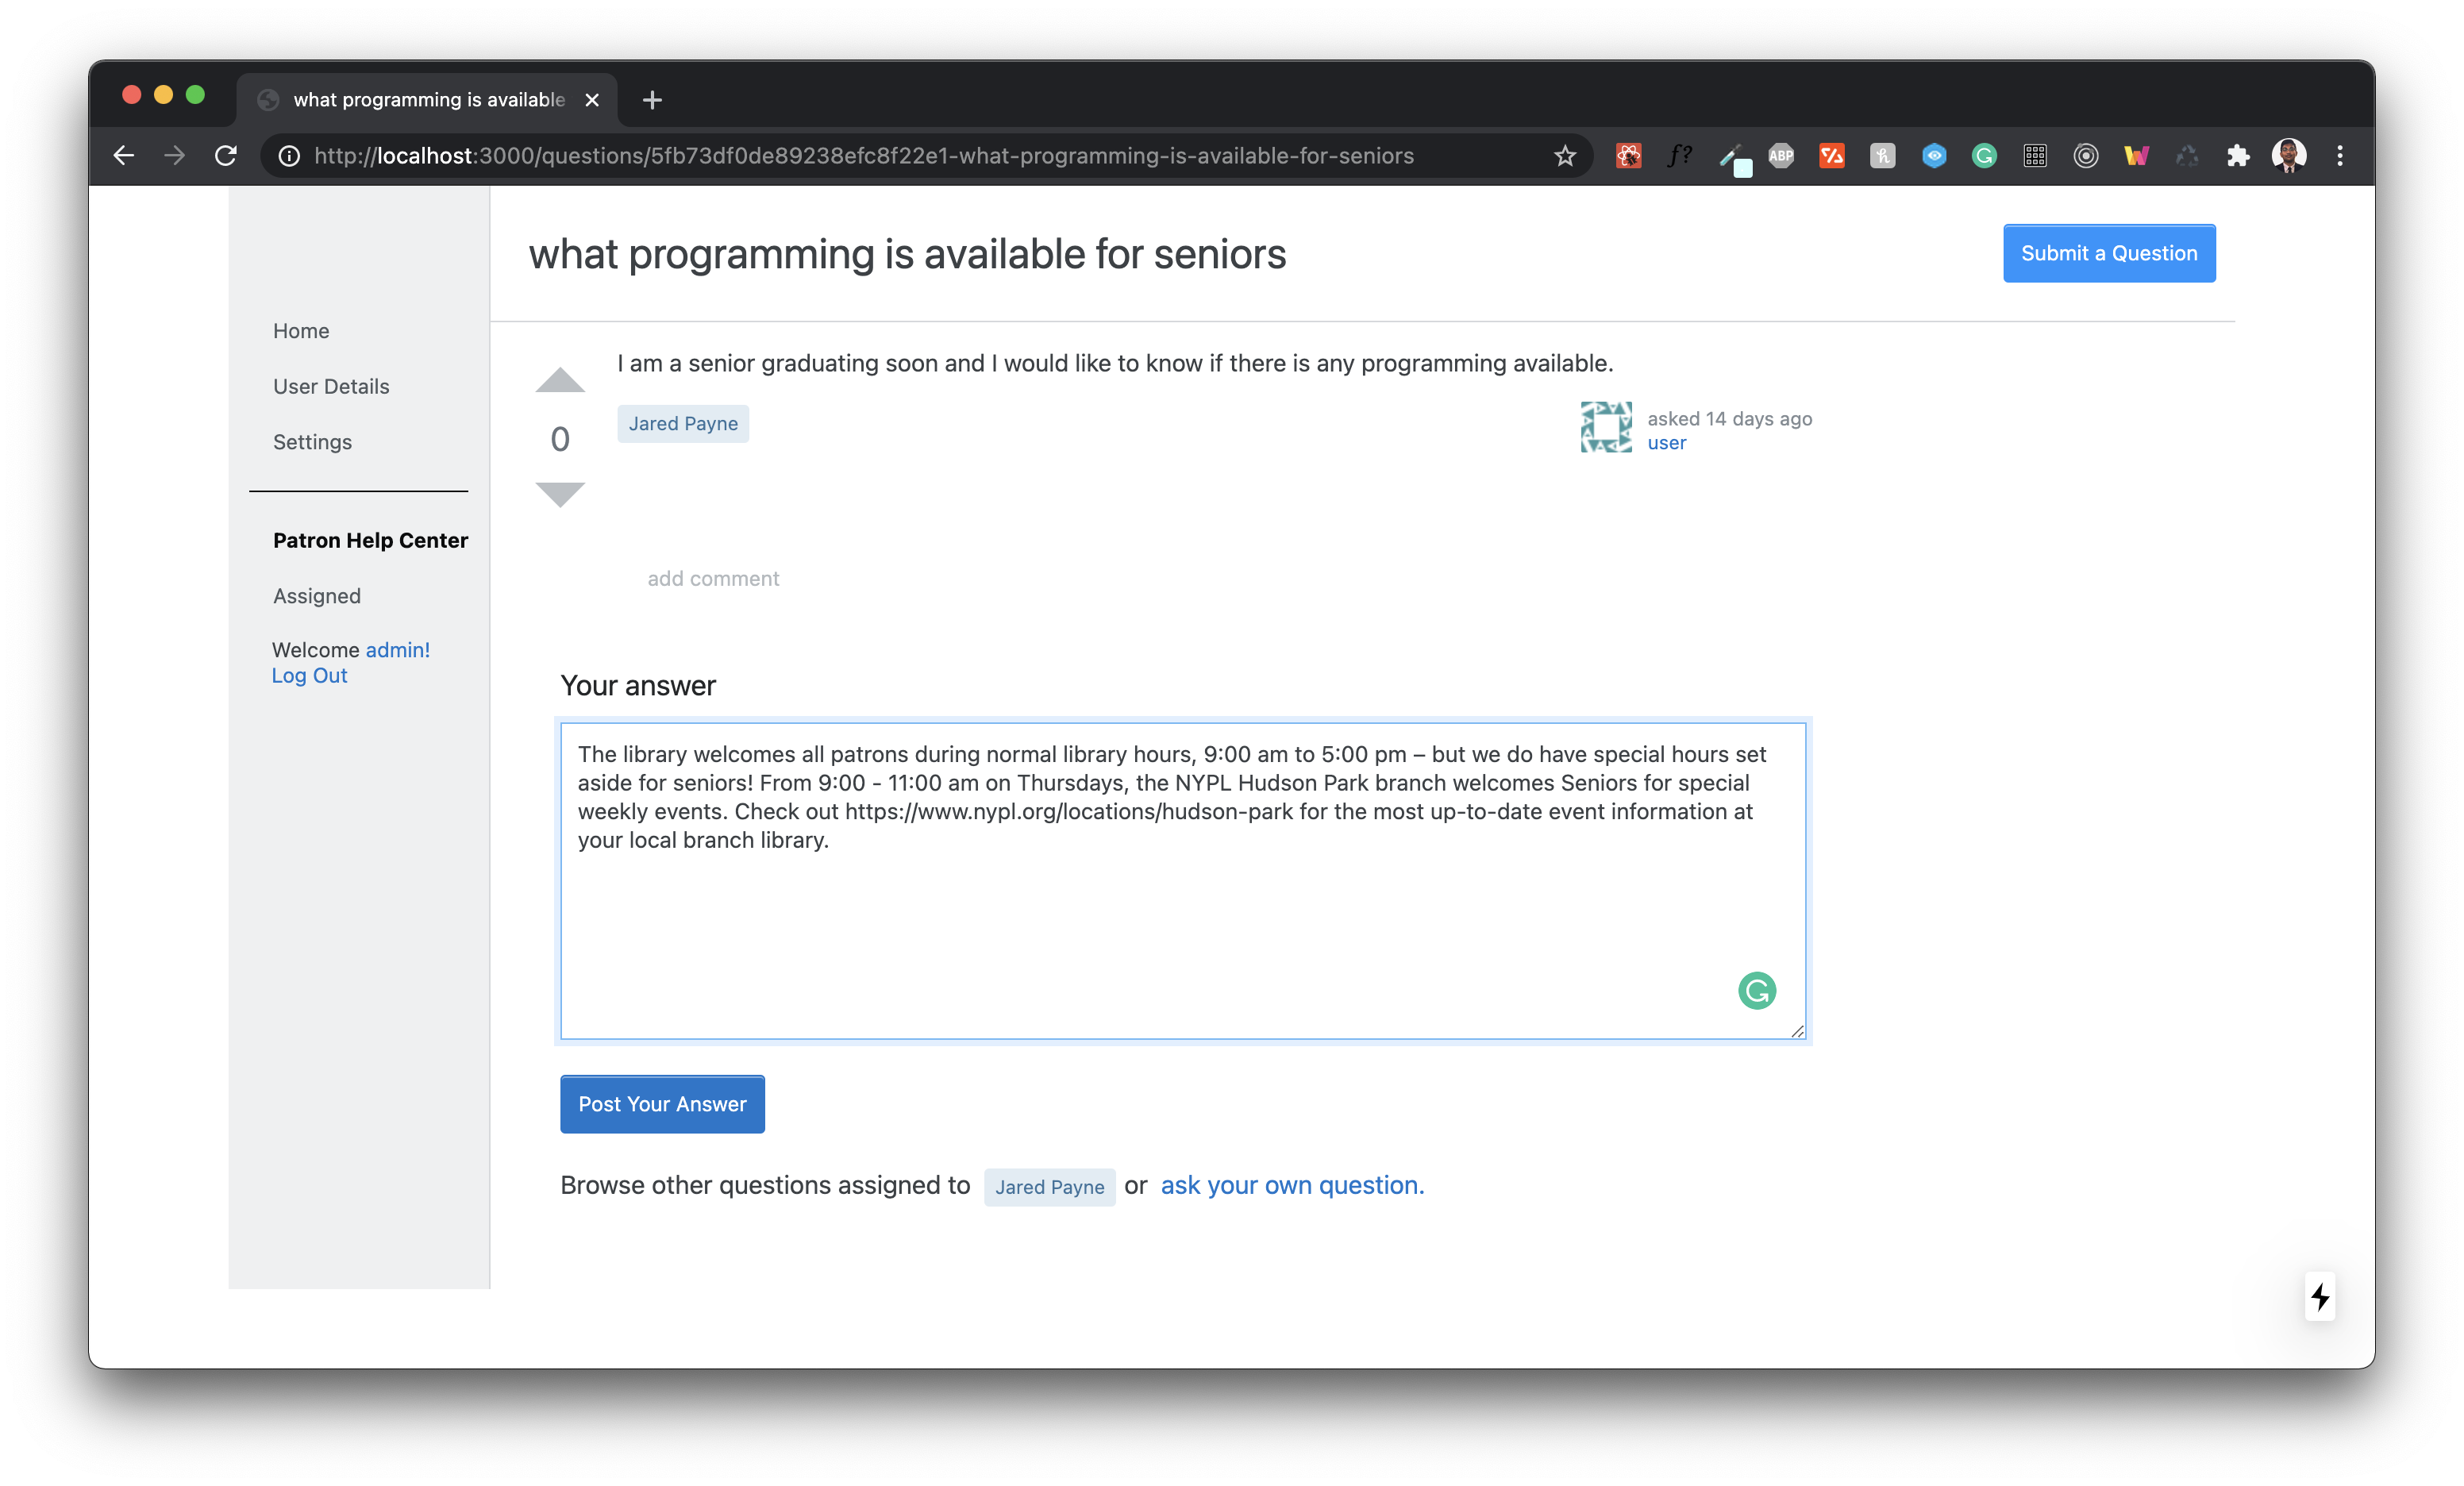 what programming is available
http://localhost:3000/questions/5fb73df0de89238efc8f22e1-what-programming-is-available-for-seniors
f?
ABP
what programming is available for seniors
Submit a Question
Home
User Details
Settings
Patron Help Center
Assigned
Welcome admin!
Log Out
I am a senior graduating soon and I would like to know if there is any programming available.
0
Jared Payne
asked 14 days ago
user
add comment
Your answer
The library welcomes all patrons during normal library hours, 9:00 am to 5:00 pm – but we do have special hours set
aside for seniors! From 9:00 - 11:00 am on Thursdays, the NYPL Hudson Park branch welcomes Seniors for special
weekly events. Check out https://www.nypl.org/locations/hudson-park for the most up-to-date event information at
your local branch library.
Post Your Answer
Browse other questions assigned to Jared Payne or ask your own question.